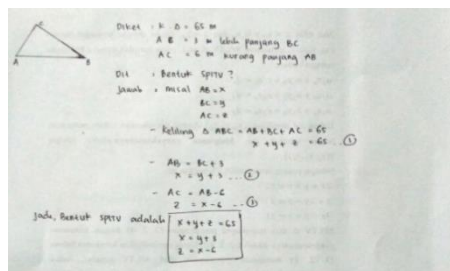 C
A
B
Diket : K Δ = 65 m
AB = 3 m lebih panjang BC
AC = 6 m kurang panjang AB
Dit : Bentuk SPLTV ?
Jawab : misal AB = x
BC = y
AC = z
- Keliling Δ ABC = AB + BC + AC = 65
x + y + z = 65 ... ①
- AB = BC + 3
x = y + 3 ... ②
- AC = AB - 6
z = x - 6 ... ③
Jadi, Bentuk SPLTV adalah
x + y + z = 65
x = y + 3
z = x - 6